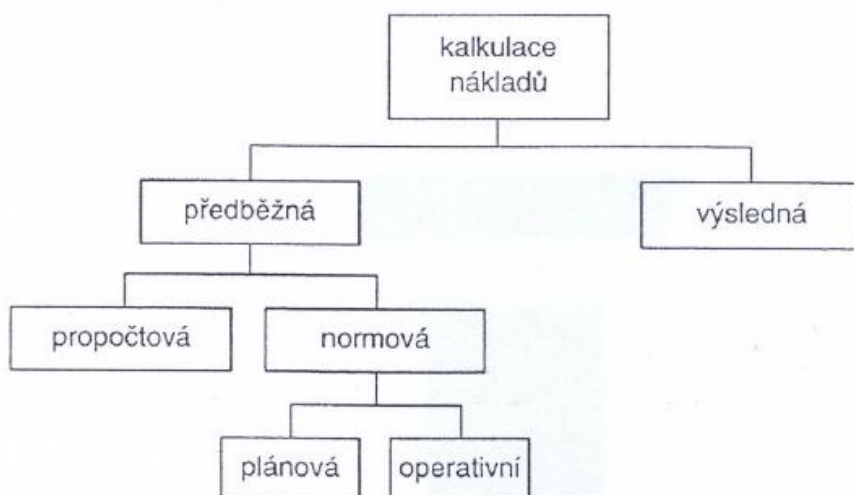 kalkulace
nákladů
předběžná
výsledná
propočtová
normová
plánová
operativní